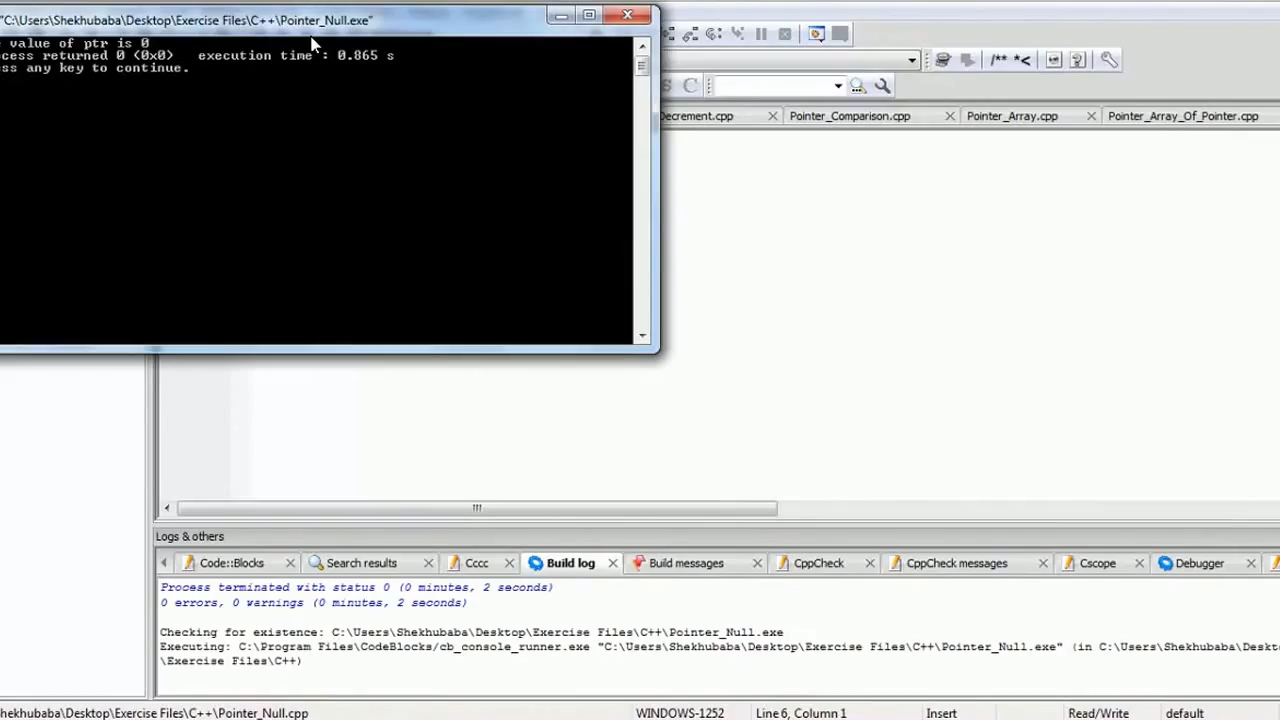 "C:\Users\Shekhubaba\Desktop\Exercise Files\C++\Pointer_Null.exe"
value of ptr is 0
cess returned 0 (0x0)   execution time : 0.865 s
ss any key to continue.
/** *<
Decrement.cpp
Pointer_Comparison.cpp
Pointer_Array.cpp
Pointer_Array_Of_Pointer.cpp
Logs & others
Code::Blocks
Search results
Cccc
Build log
Build messages
CppCheck
CppCheck messages
Cscope
Debugger
Process terminated with status 0 (0 minutes, 2 seconds)
0 errors, 0 warnings (0 minutes, 2 seconds)
Checking for existence: C:\Users\Shekhubaba\Desktop\Exercise Files\C++\Pointer_Null.exe
Executing: C:\Program Files\CodeBlocks/cb_console_runner.exe "C:\Users\Shekhubaba\Desktop\Exercise Files\C++\Pointer_Null.exe" (in C:\Users\Shekhubaba\Deskto
\Exercise Files\C++)
hekhubaba\Desktop\Exercise Files\C++\Pointer_Null.cpp
WINDOWS-1252
Line 6, Column 1
Insert
Read/Write
default